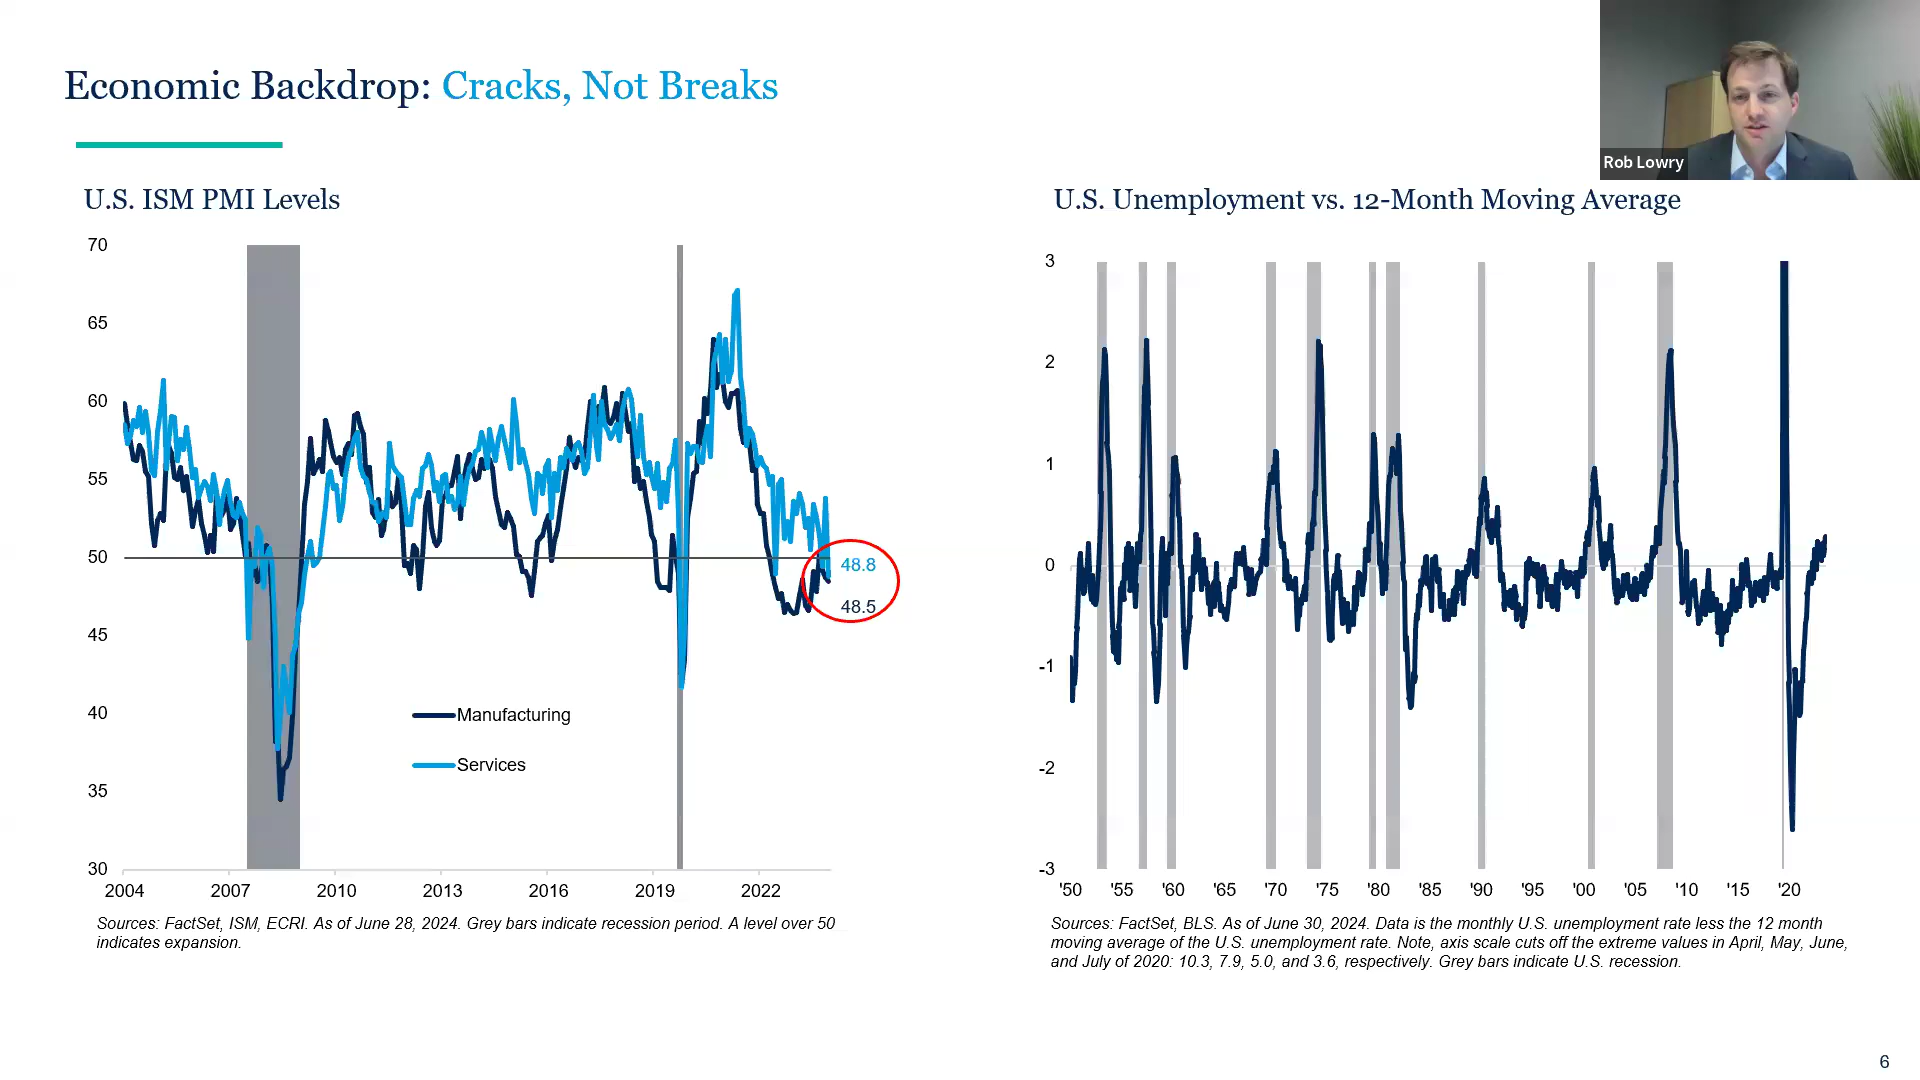 Economic Backdrop: Cracks, Not Breaks
Rob Lowry
U.S. ISM PMI Levels
70
65
60
55
50
45
40
35
30
48.8
48.5
Manufacturing
Services
2004 2007 2010 2013 2016 2019 2022
Sources: FactSet, ISM, ECRI. As of June 28, 2024. Grey bars indicate recession period. A level over 50
indicates expansion.
U.S. Unemployment vs. 12-Month Moving Average
3
2
1
0
-1
-2
-3
'50 '55 '60 '65 '70 '75 '80 '85 '90 '95 '00 '05 '10 '15 '20
Sources: FactSet, BLS. As of June 30, 2024. Data is the monthly U.S. unemployment rate less the 12 month
moving average of the U.S. unemployment rate. Note, axis scale cuts off the extreme values in April, May, June,
and July of 2020: 10.3, 7.9, 5.0, and 3.6, respectively. Grey bars indicate U.S. recession.
6